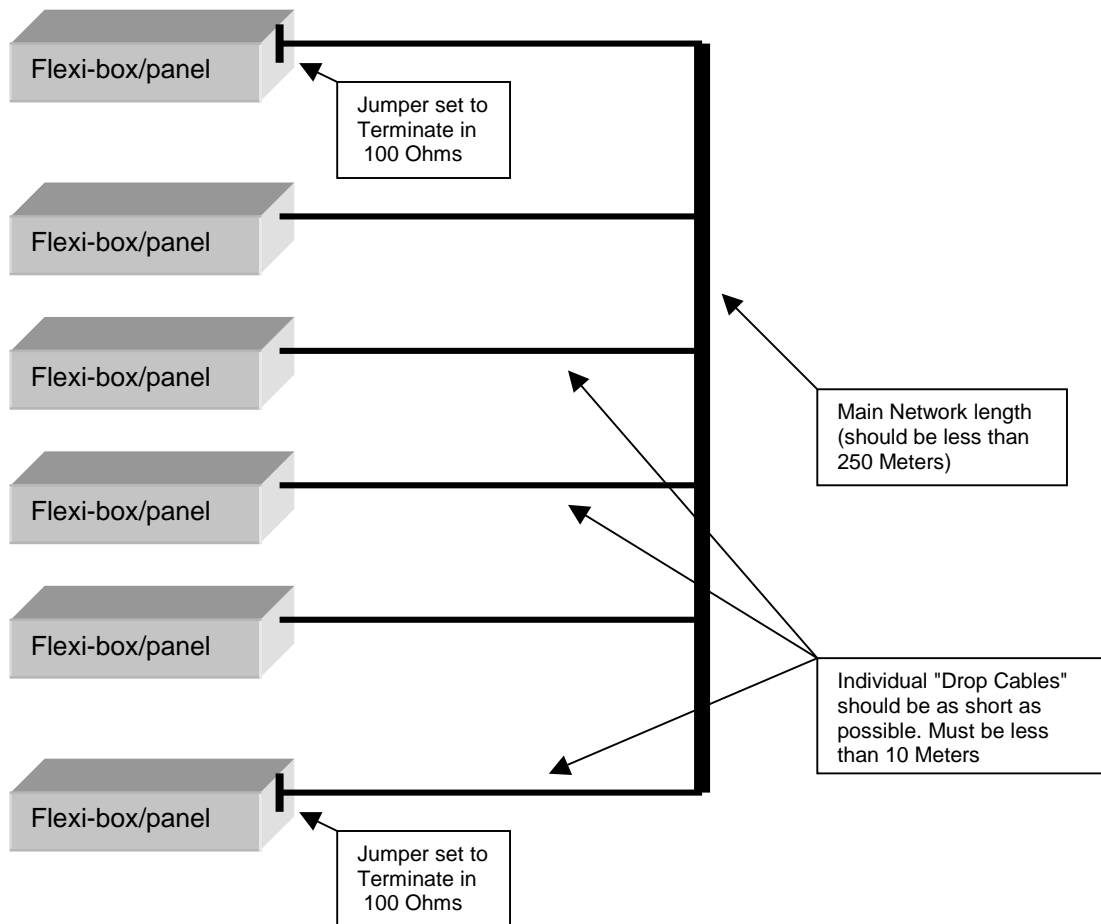 Flexi-box/panel
Jumper set to
Terminate in
100 Ohms
Flexi-box/panel
Flexi-box/panel
Main Network length
(should be less than
250 Meters)
Flexi-box/panel
Flexi-box/panel
Individual "Drop Cables"
should be as short as
possible. Must be less
than 10 Meters
Flexi-box/panel
Jumper set to
Terminate in
100 Ohms